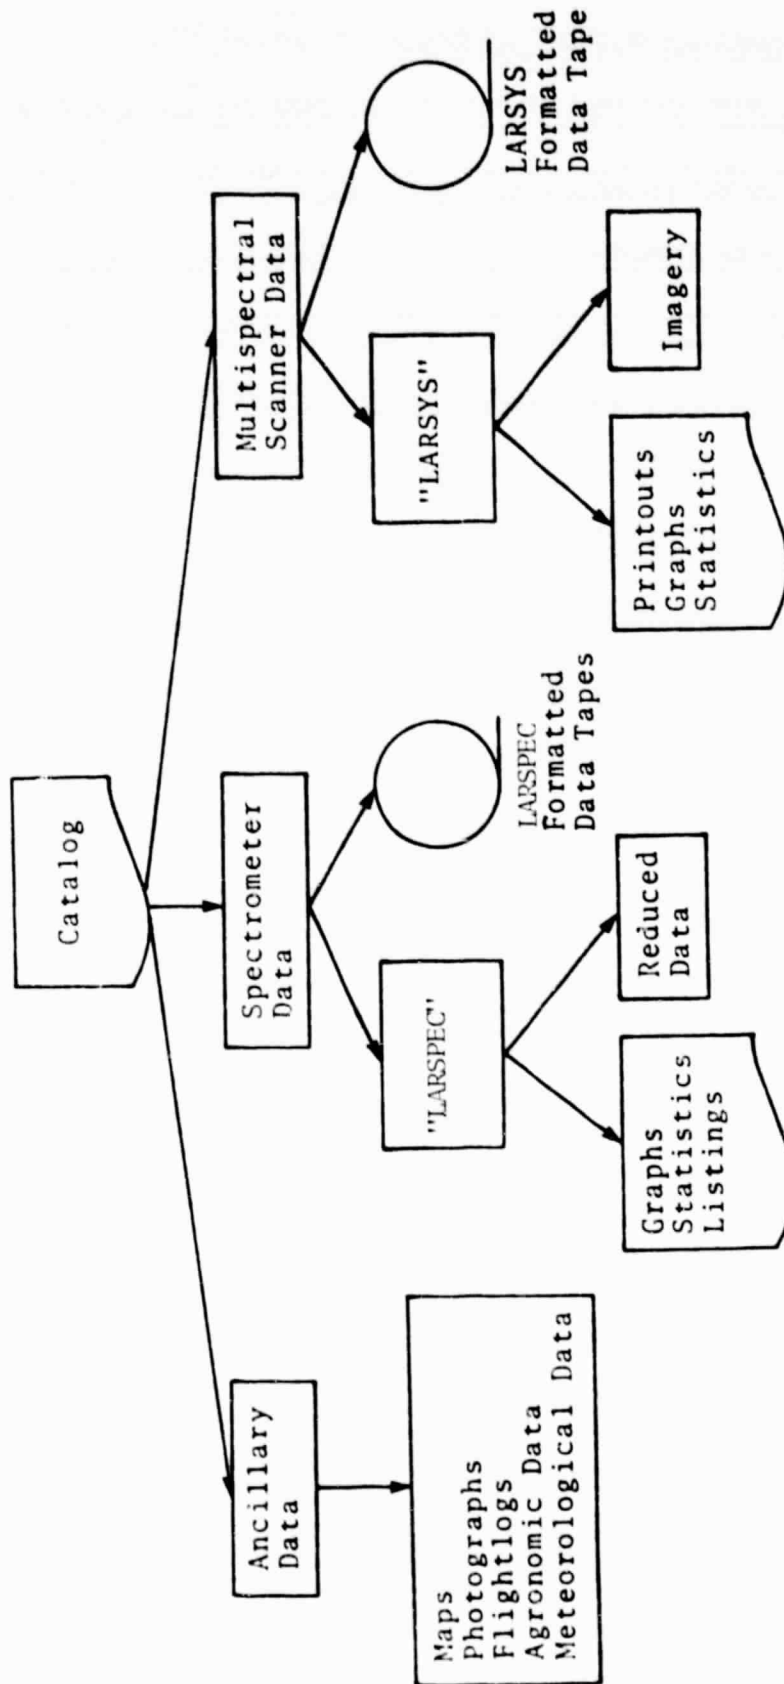 Catalog
Ancillary
Data
Spectrometer
Data
Multispectral
Scanner Data
Maps
Photographs
Flightlogs
Agronomic Data
Meteorological Data
"LARSPEC"
LARSPEC
Formatted
Data Tapes
"LARSYS"
LARSYS
Formatted
Data Tape
Graphs
Statistics
Listings
Reduced
Data
Printouts
Graphs
Statistics
Imagery